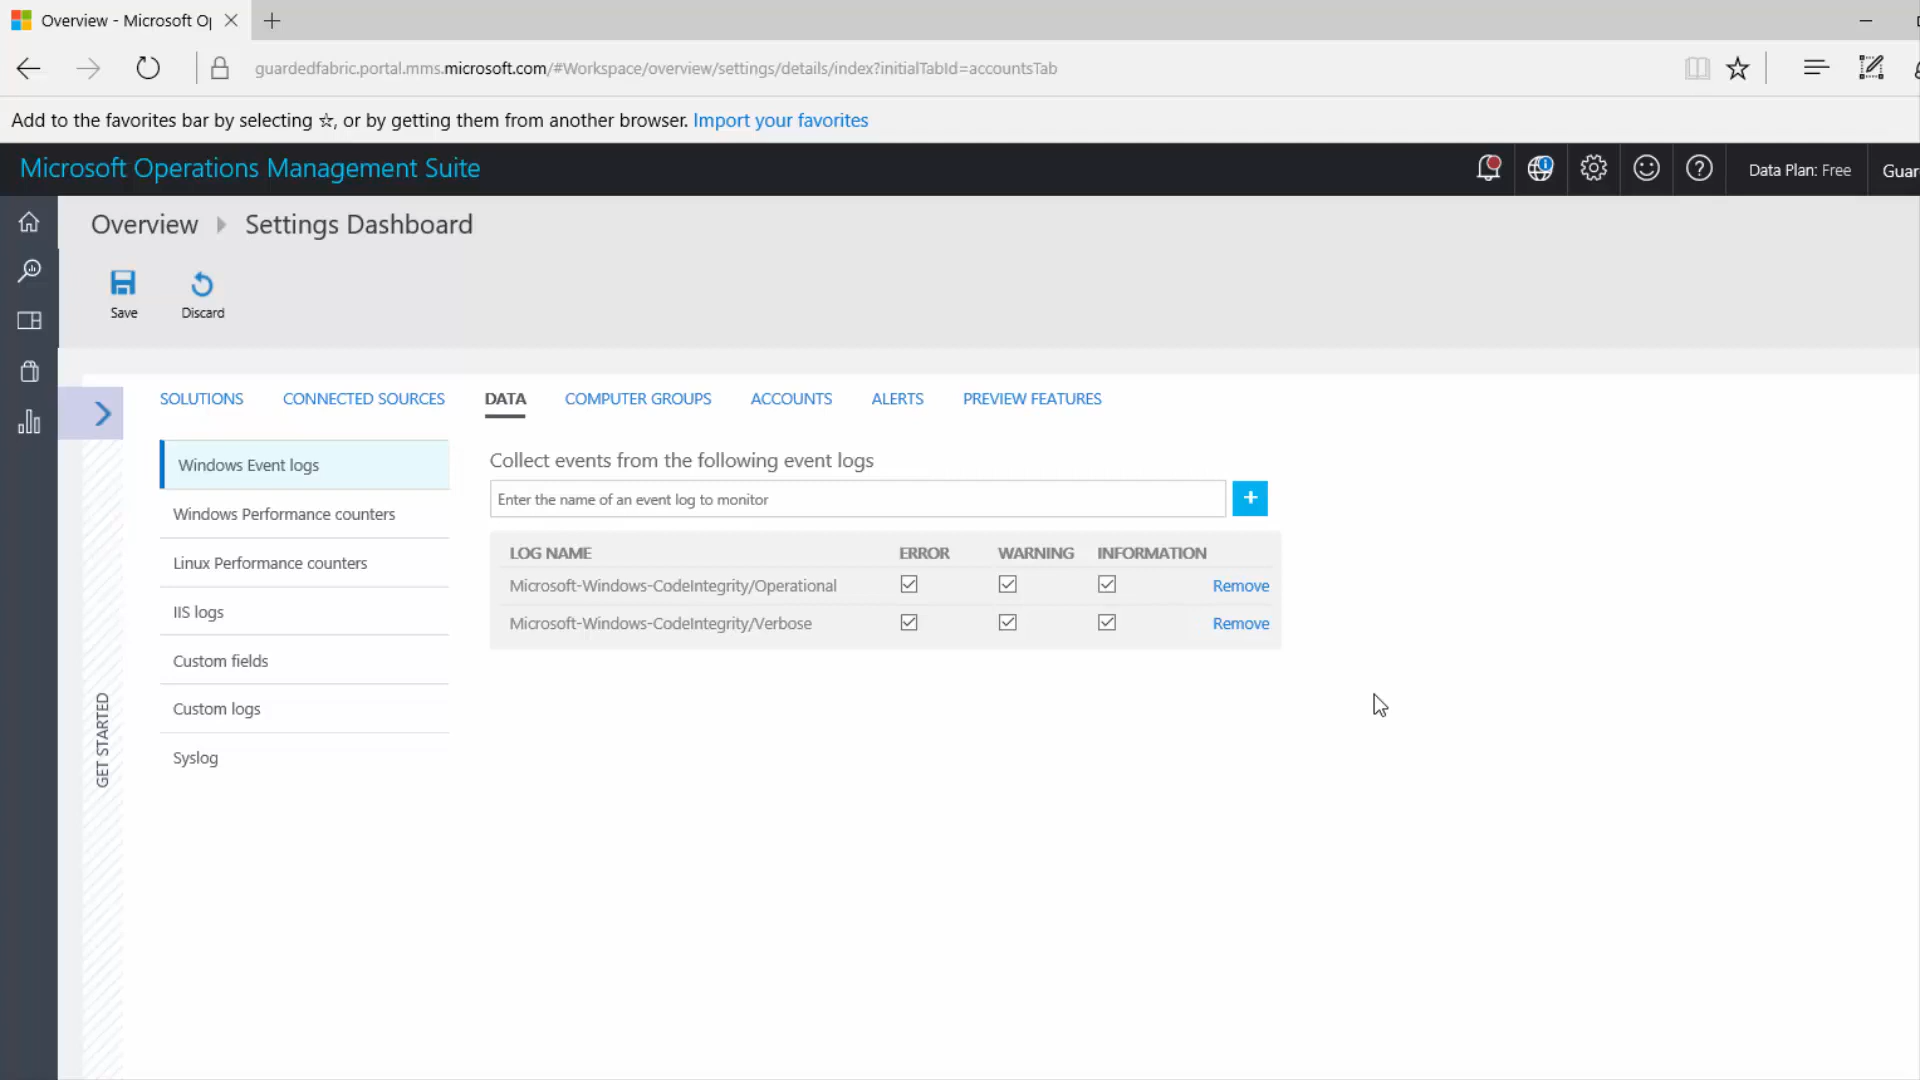 Overview - Microsoft Op
guardedfabric.portal.mms.microsoft.com/#Workspace/overview/settings/details/index?initialTabId=accountsTab
Add to the favorites bar by selecting ☆, or by getting them from another browser. Import your favorites
Microsoft Operations Management Suite
Data Plan: Free
Guar
Overview
Settings Dashboard
Save
Discard
SOLUTIONS
CONNECTED SOURCES
DATA
COMPUTER GROUPS
ACCOUNTS
ALERTS
PREVIEW FEATURES
GET STARTED
Windows Event logs
Windows Performance counters
Linux Performance counters
IIS logs
Custom fields
Custom logs
Syslog
Collect events from the following event logs
Enter the name of an event log to monitor
LOG NAME ERROR WARNING INFORMATION
Microsoft-Windows-CodeIntegrity/Operational Remove
Microsoft-Windows-CodeIntegrity/Verbose Remove